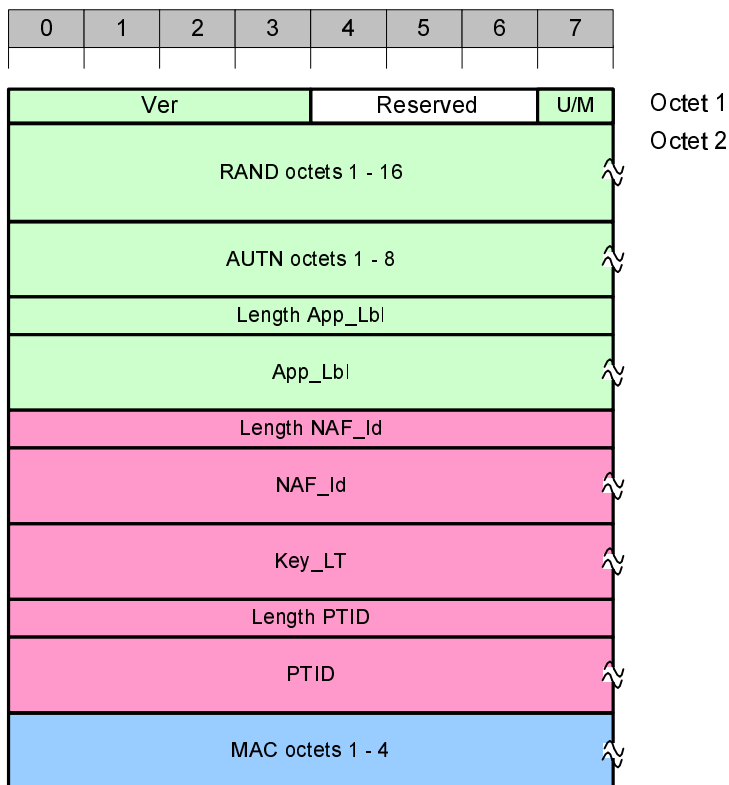 0 1 2 3 4 5 6 7
Ver Reserved U/M Octet 1
Octet 2
RAND octets 1 - 16
AUTN octets 1 - 8
Length App_Lbl
App_Lbl
Length NAF_Id
NAF_Id
Key_LT
Length PTID
PTID
MAC octets 1 - 4